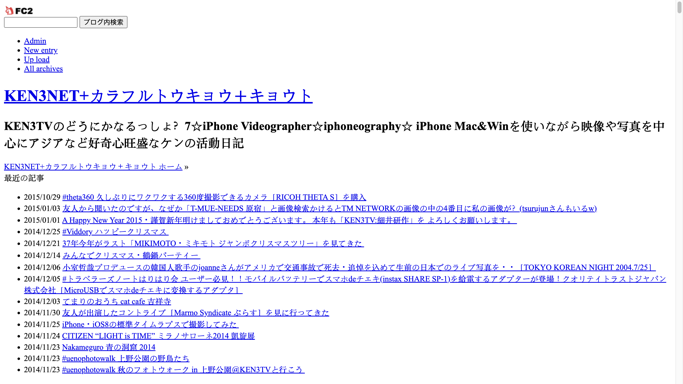 FC2
ブログ内検索
Admin
New entry
Up load
All archives
KEN3NET+カラフルトウキョウ＋キョウト
KEN3TVのどうにかなるっしょ? 7☆iPhone Videographer☆iphoneography☆ iPhone Mac&Winを使いながら映像や写真を中
心にアジアなど好奇心旺盛なケンの活動日記
KEN3NET+カラフルトウキョウ＋キョウト ホーム »
最近の記事
2015/10/29 #theta360 久しぶりにワクワクする360度撮影できるカメラ［RICOH THETA S］を購入
2015/01/03 友人から聞いたのですが、なぜか「T-MUE-NEEDS 原宿」と画像検索かけるとTM NETWORKの画像の中の4番目に私の画像が? (tsurujunさんもいるw)
2015/01/01 A Happy New Year 2015・謹賀新年明けましておめでとうございます。 本年も「KEN3TV:細井研作」を よろしくお願いします。
2014/12/25 #Viddory ハッピークリスマス
2014/12/21 37年今年がラスト「MIKIMOTO・ミキモト ジャンボクリスマスツリー」を見てきた
2014/12/14 みんなでクリスマス・鍋鍋パーティー
2014/12/06 小室哲哉プロデュースの韓国人歌手のjoanneさんがアメリカで交通事故で死去・追悼を込めて生前の日本でのライブ写真を・・［TOKYO KOREAN NIGHT 2004.7/25］
2014/12/03 #トラベラーズノートはりはり会 ユーザー必見！！モバイルバッテリーでスマホdeチェキ(instax SHARE SP-1)を給電するアダプターが登場！クオリテイトラストジャパン
株式会社［MicroUSBでスマホdeチェキに変換するアダプタ］
2014/12/03 てまりのおうち cat cafe 吉祥寺
2014/11/30 友人が出演したコントライブ［Marmo Syndicate ぷらす］を見に行ってきた
2014/11/25 iPhone・iOS8の標準タイムラプスで撮影してみた
2014/11/24 CITIZEN “LIGHT is TIME” ミラノサローネ2014 凱旋展
2014/11/23 Nakameguro 青の洞窟 2014
2014/11/23 #uenophotowalk 上野公園の野鳥たち
2014/11/23 #uenophotowalk 秋のフォトウォーク in 上野公園@KEN3TVと行こう